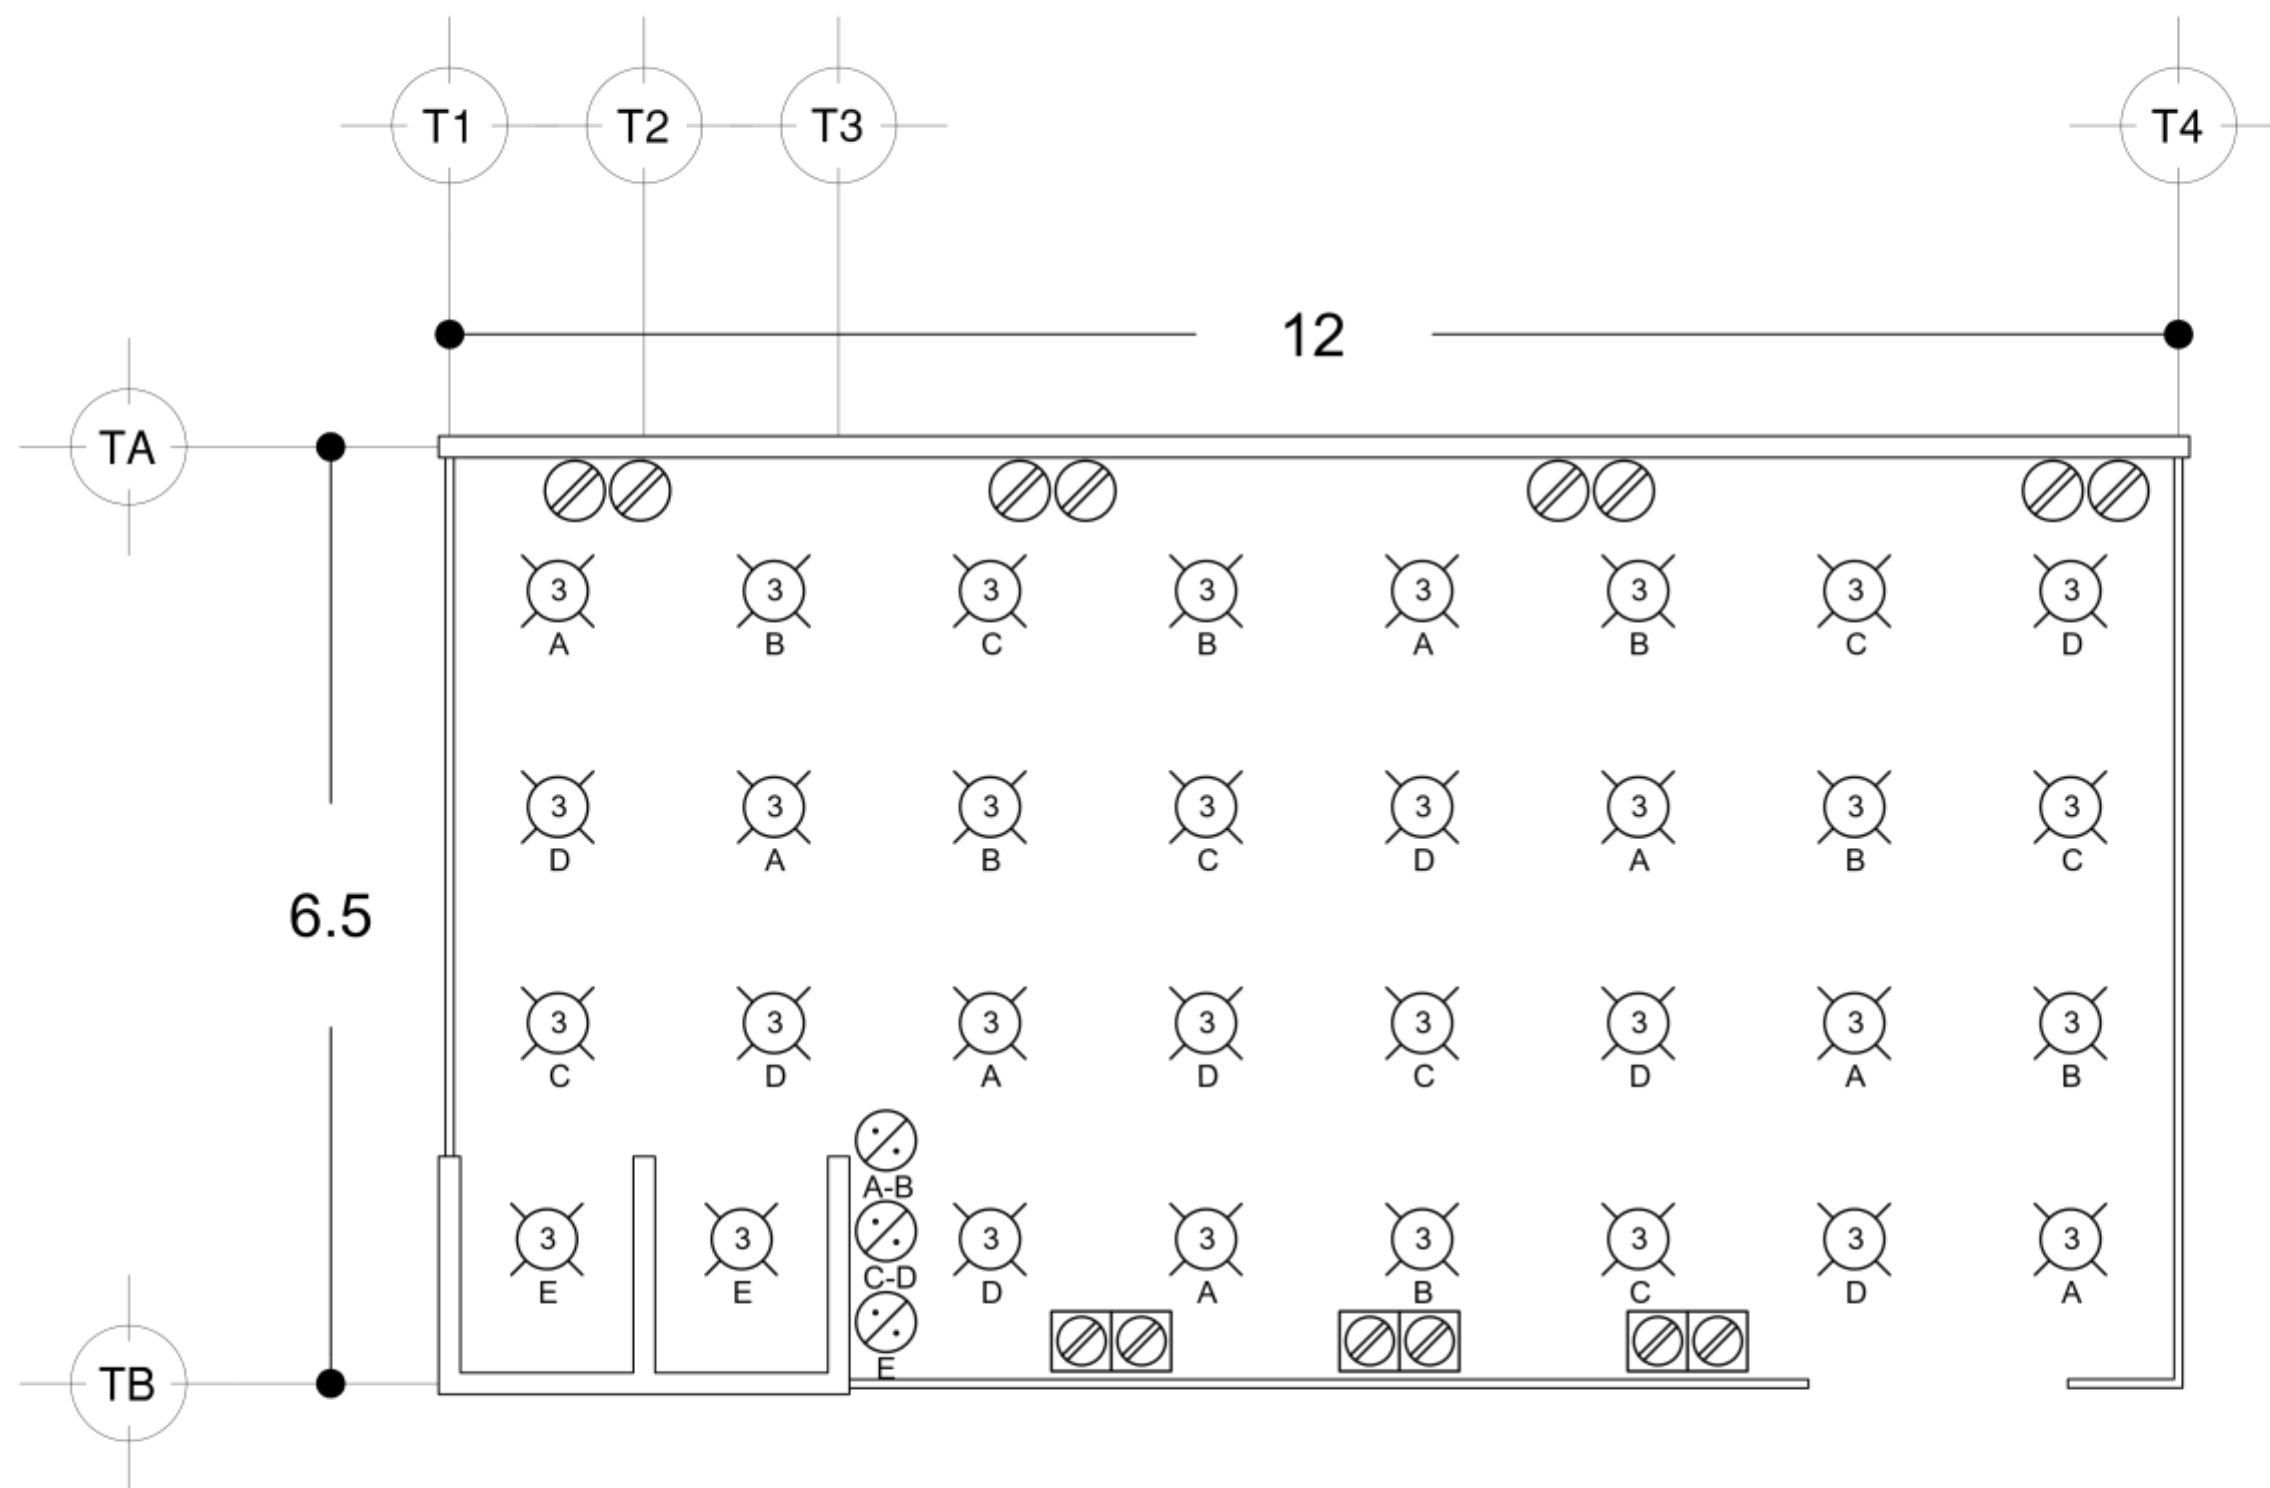 T1 T2 T3 T4
12
TA
3 3 3 3 3 3 3 3
A B C B A B C D
3 3 3 3 3 3 3 3
D A B C D A B C
6.5
3 3 3 3 3 3 3 3
C D A D C D A B
A-B
3 3 3 3 3 3 3 3
C-D
E E D A B C D A
E
TB